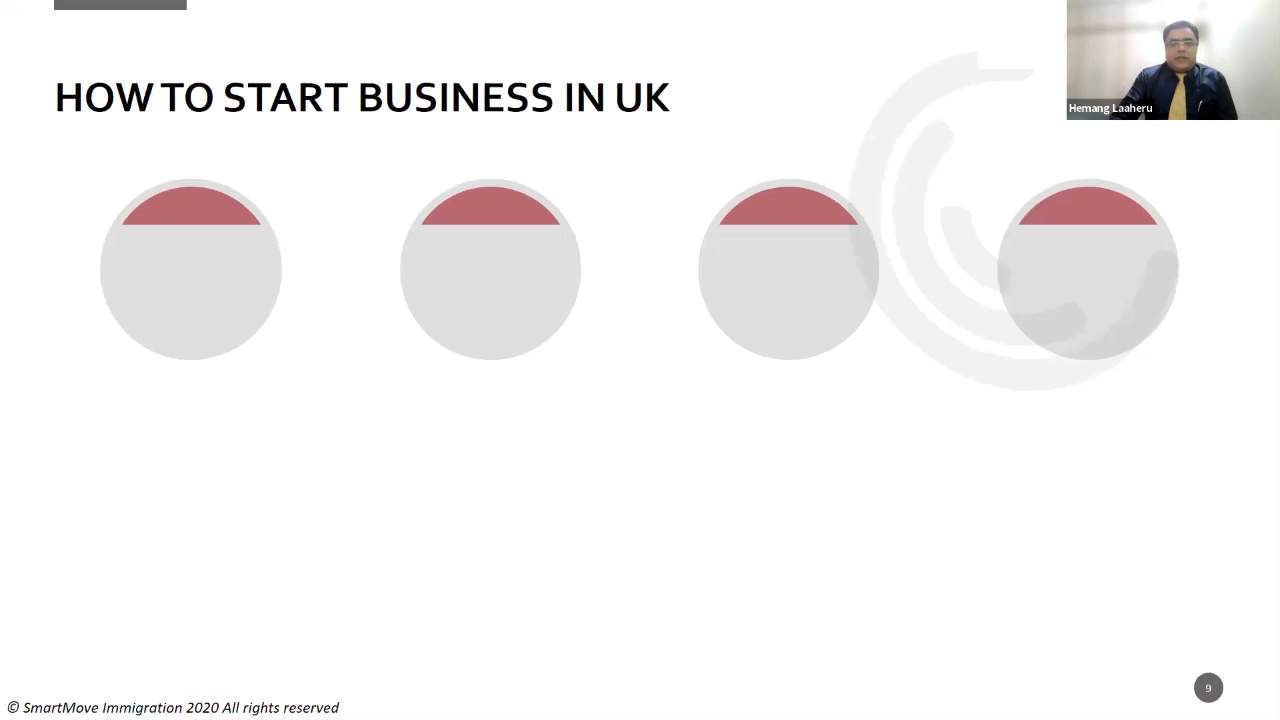 Hemang Laaheru
HOW TO START BUSINESS IN UK
9
© SmartMove Immigration 2020 All rights reserved